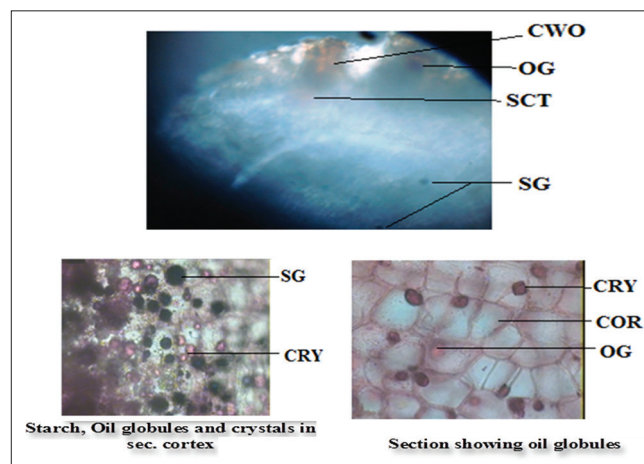 CWO
OG
SCT
SG
SG
CRY
CRY
COR
OG
Starch, Oil globules and crystals in
sec. cortex
Section showing oil globules